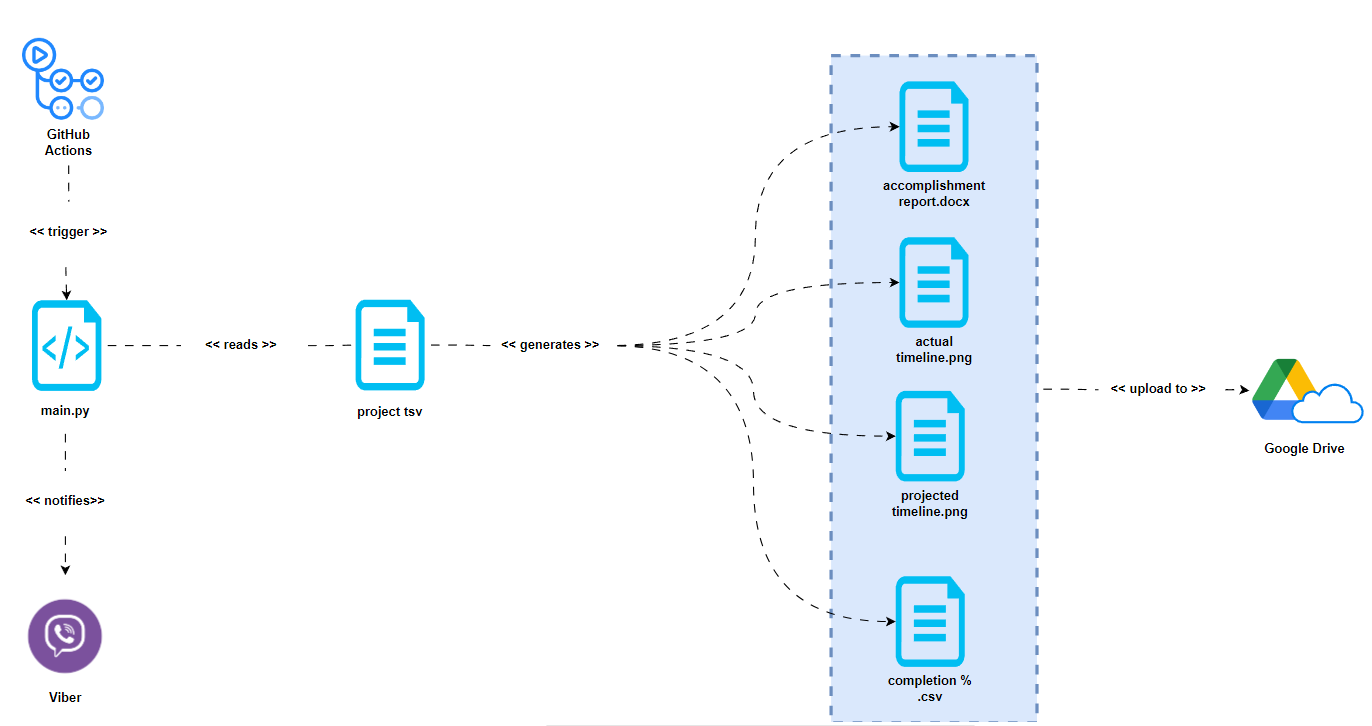 GitHub
Actions
<< trigger >>
main.py
<< reads >>
project tsv
<< generates >>
accomplishment
report.docx
actual
timeline.png
projected
timeline.png
completion %
.csv
<< upload to >>
Google Drive
<< notifies>>
Viber